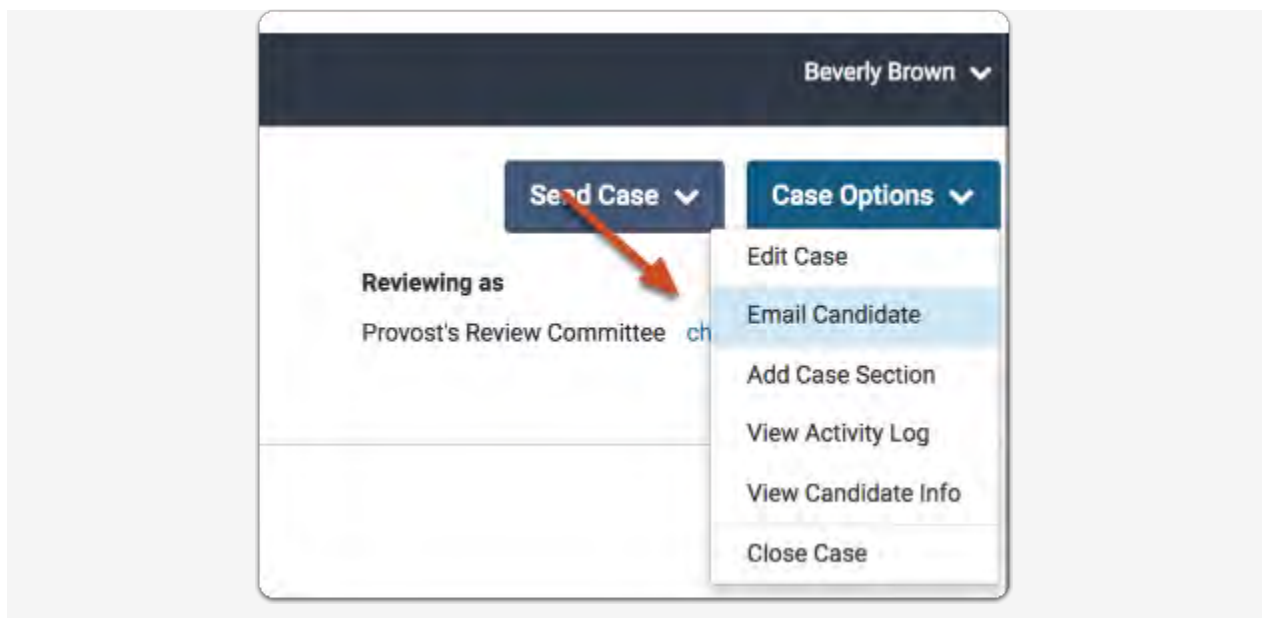 Beverly Brown
Send Case
Case Options
Edit Case
Reviewing as
Email Candidate
Provost's Review Committee ch
Add Case Section
View Activity Log
View Candidate Info
Close Case